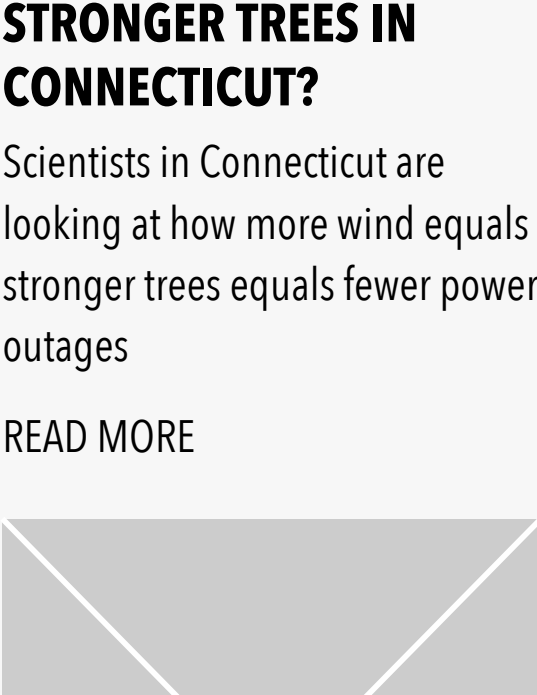 STRONGER TREES IN
CONNECTICUT?
Scientists in Connecticut are
looking at how more wind equals
stronger trees equals fewer power
outages
READ MORE